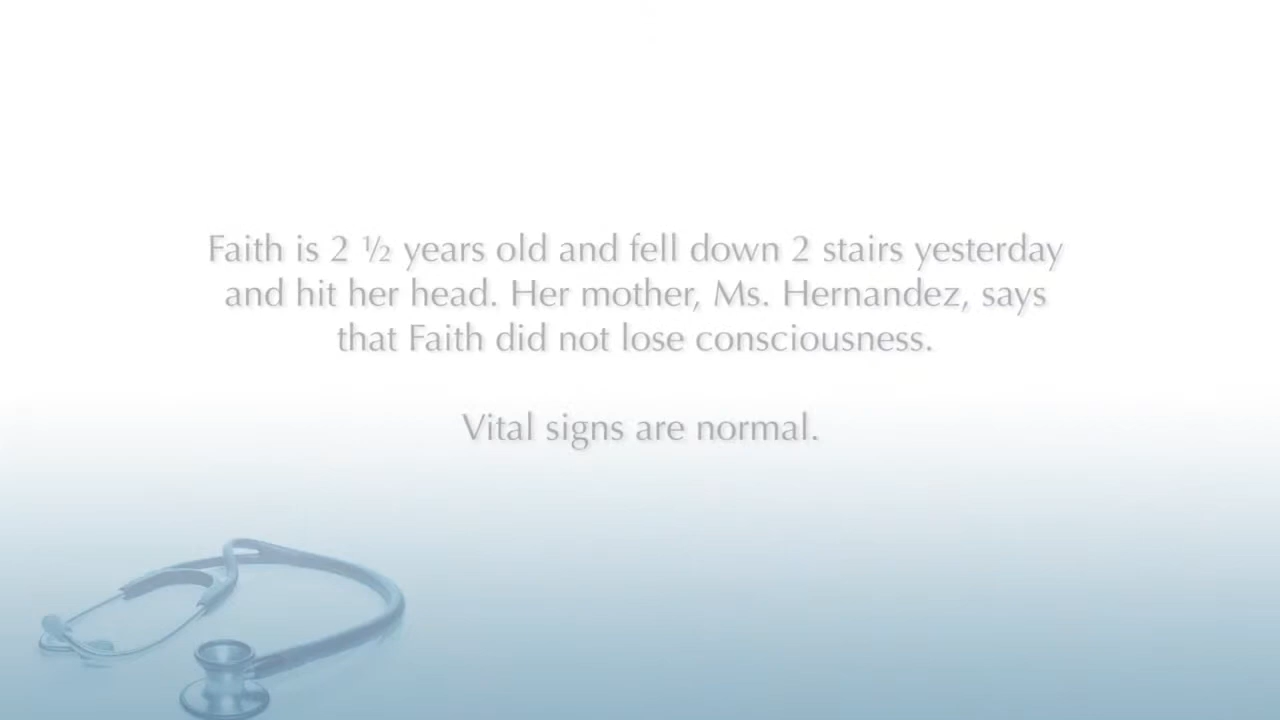 Faith is 2 ½ years old and fell down 2 stairs yesterday
and hit her head. Her mother, Ms. Hernandez, says
that Faith did not lose consciousness.
Vital signs are normal.